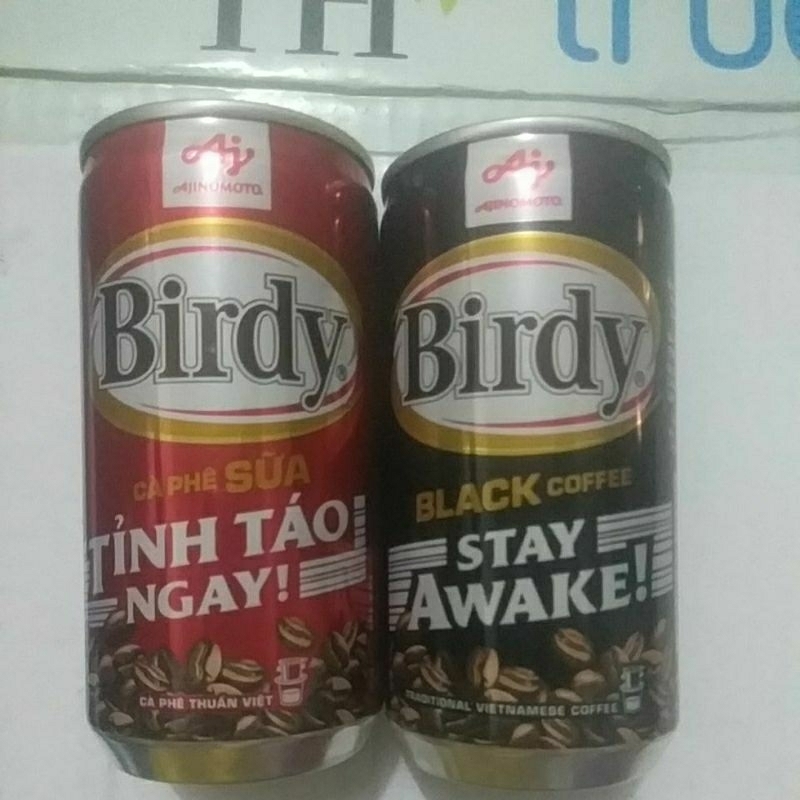 TH true
Aj
AJINOMOTO
Birdy
CÀ PHÊ SỮA
TỈNH TÁO
NGAY!
CÀ PHÊ THUẦN VIỆT
Aj
AJINOMOTO
Birdy
BLACK COFFEE
STAY
AWAKE!
TRADITIONAL VIETNAMESE COFFEE